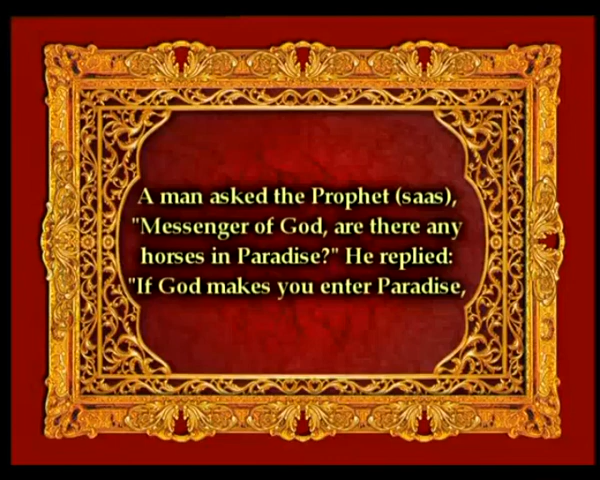 A man asked the Prophet (saas),
"Messenger of God, are there any
horses in Paradise?" He replied:
"If God makes you enter Paradise,